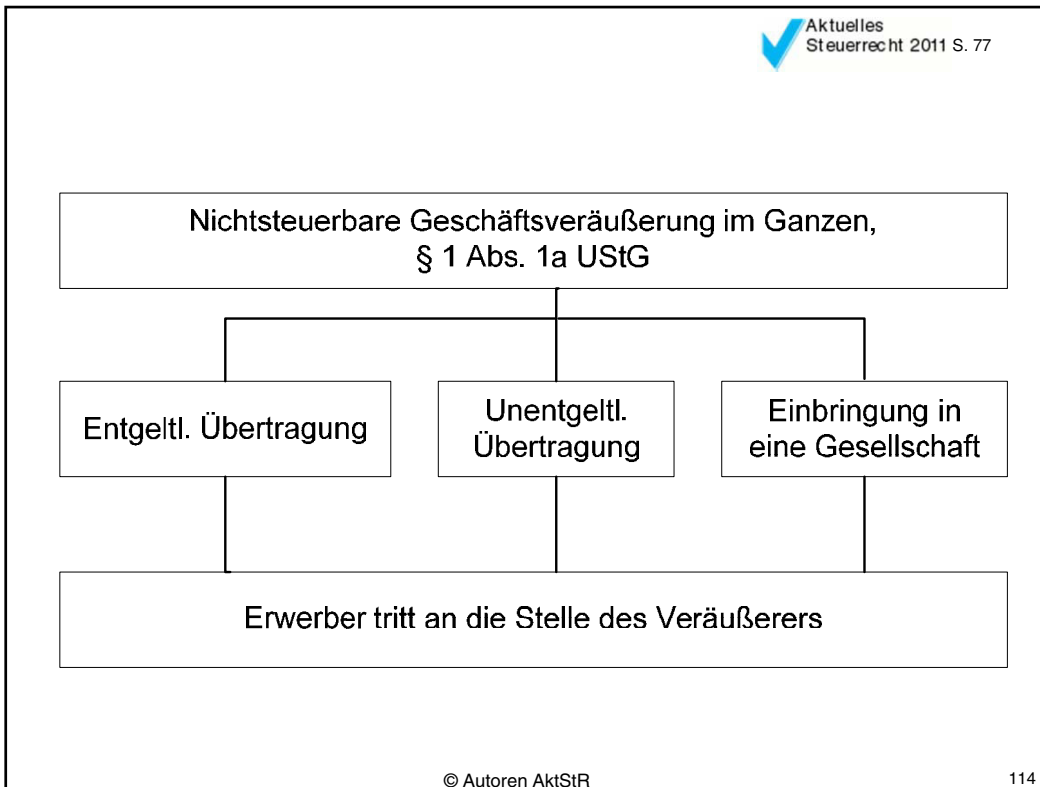 Aktuelles
Steuerrecht 2011 S. 77
Nichtsteuerbare Geschäftsveräußerung im Ganzen,
§ 1 Abs. 1a UStG
Entgeltl. Übertragung
Unentgeltl.
Übertragung
Einbringung in
eine Gesellschaft
Erwerber tritt an die Stelle des Veräußerers
© Autoren AktStR
114